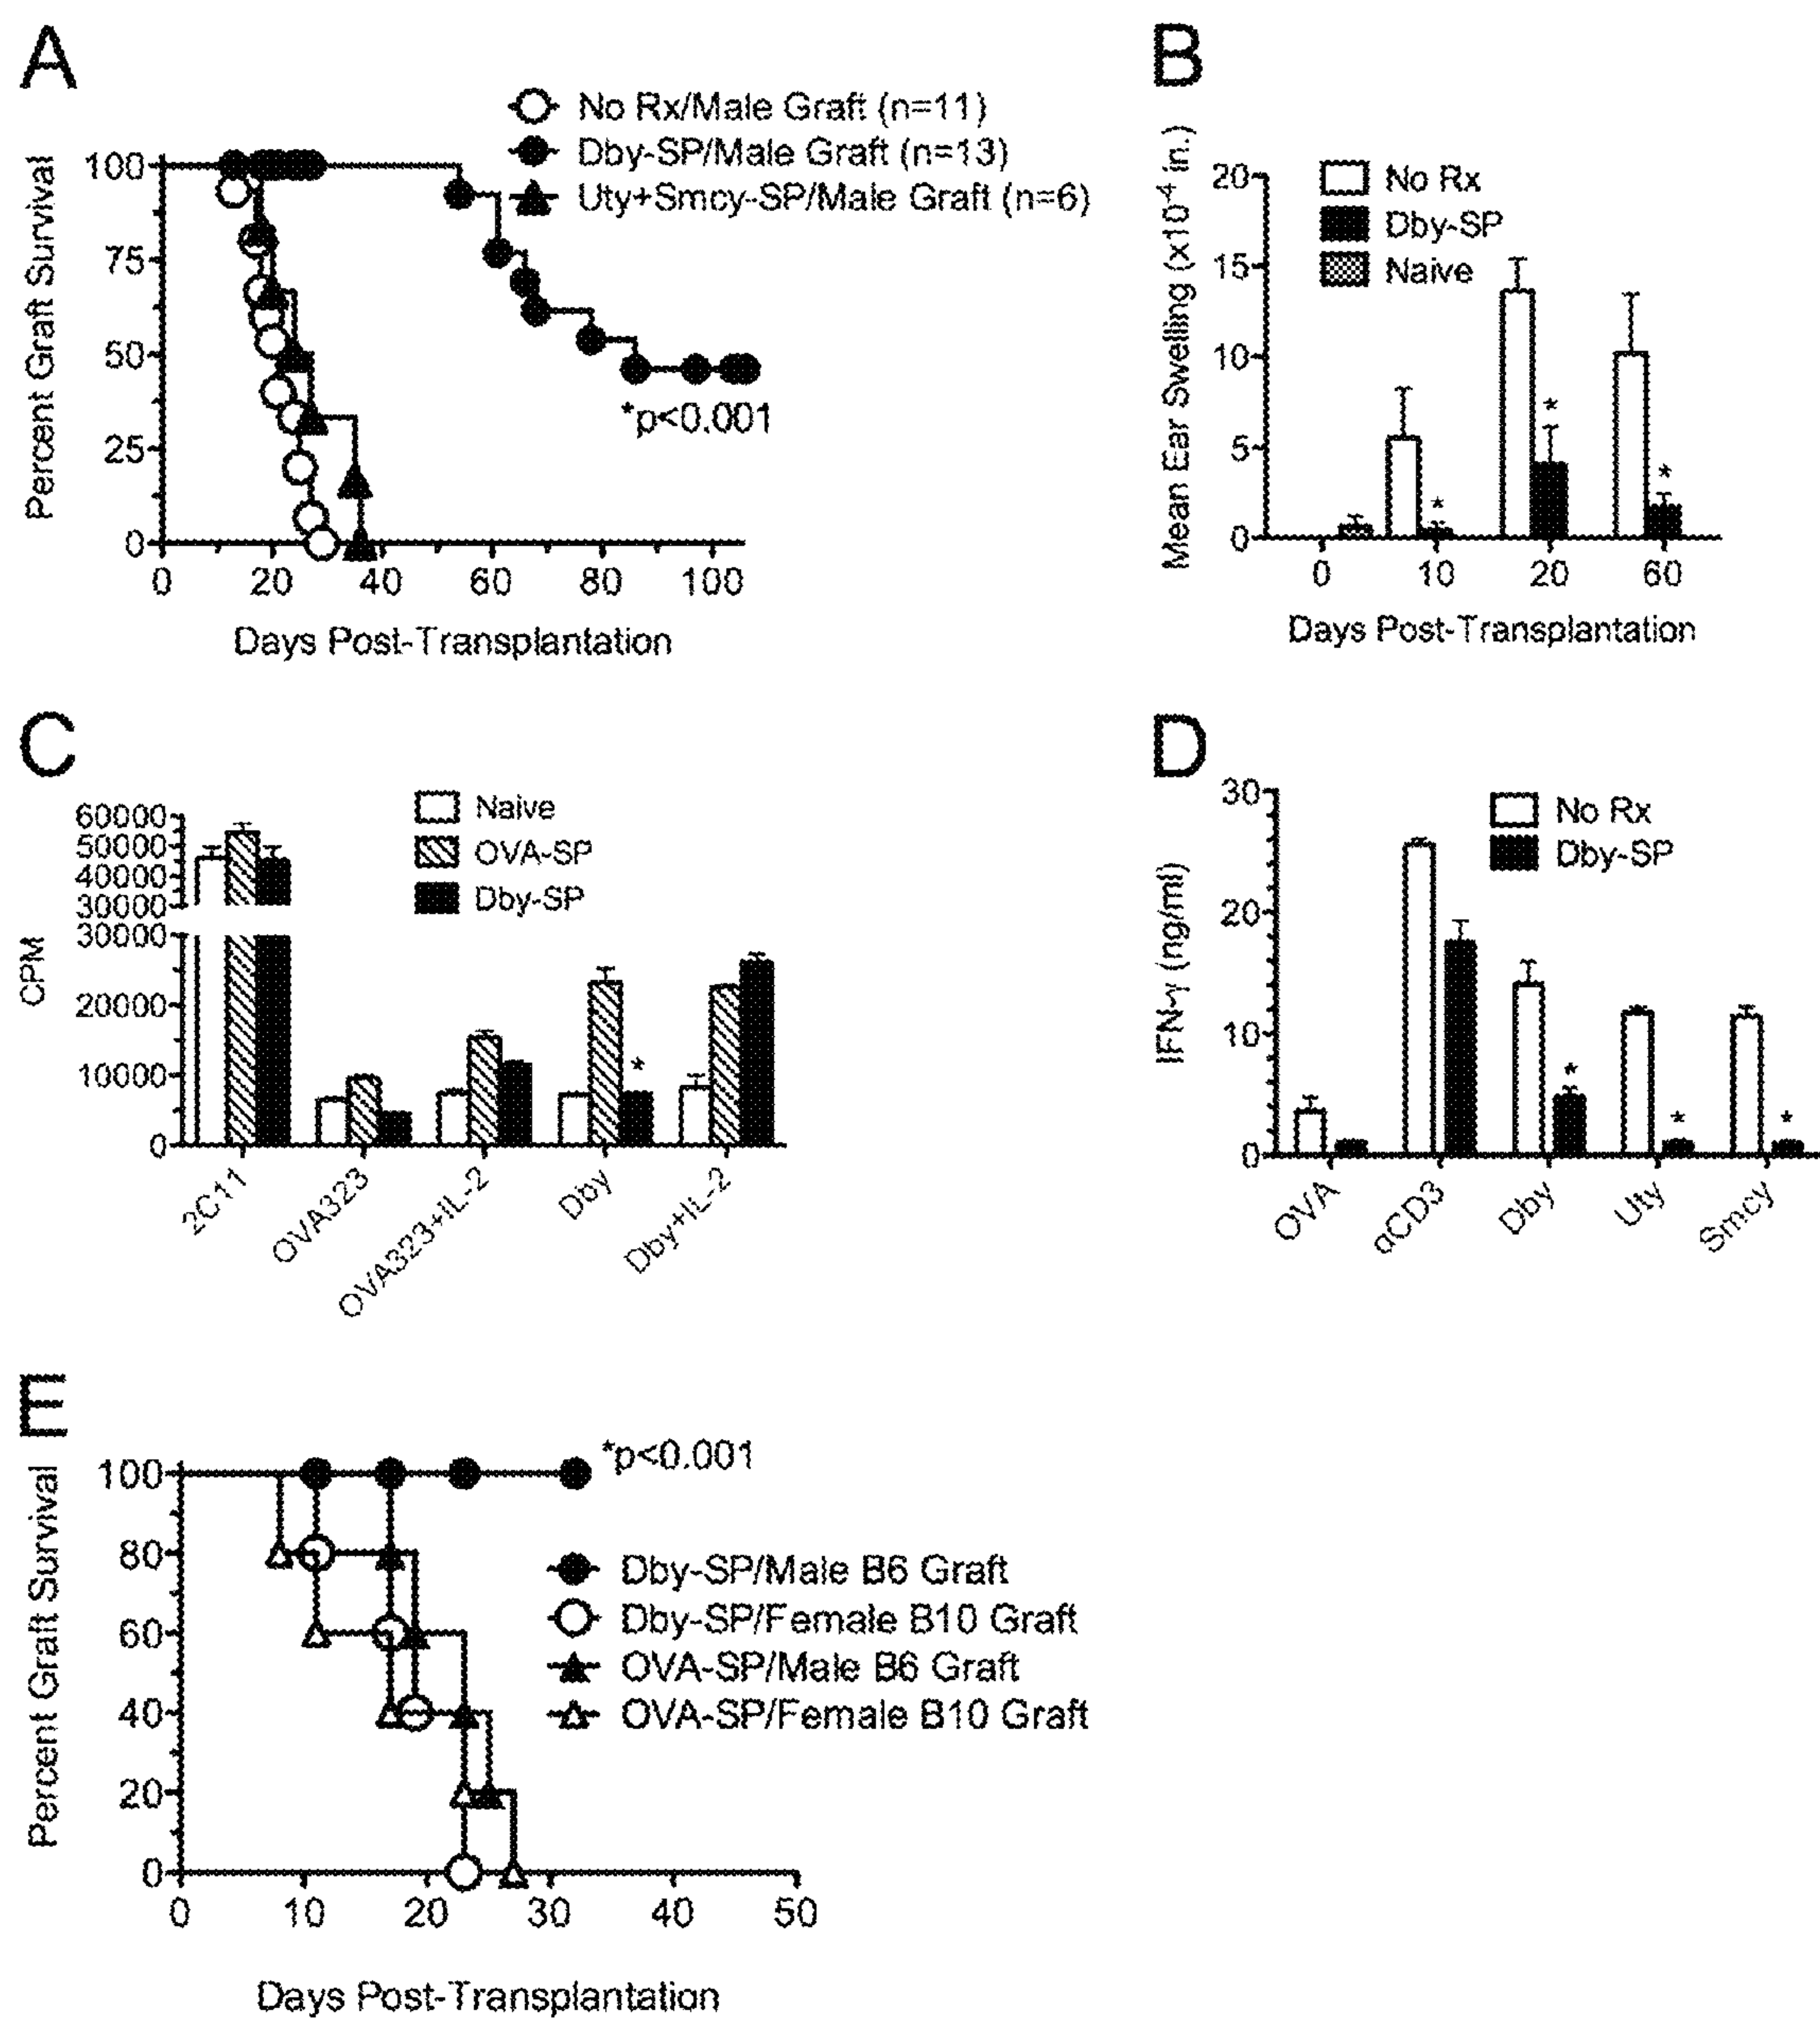 A
No Rx/Male Graft (n=11)
Dby-SP/Male Graft (n=13)
Uty+Smcy-SP/Male Graft (n=6)
Percent Graft Survival
100
75
50
25
0
*p<0.001
0 20 40 60 80 100
Days Post-Transplantation
B
Mean Ear Swelling (x10-4 in.)
20
15
10
5
0
No Rx
Dby-SP
Naive
* * *
0 10 20 60
Days Post-Transplantation
C
CPM
60000
50000
40000
30000
30000
20000
10000
0
Naive
OVA-SP
Dby-SP
*
2C11
OVA323
OVA323+IL-2
Dby
Dby+IL-2
D
IFN-γ (ng/ml)
30
20
10
0
No Rx
Dby-SP
* * *
OVA
αCD3
Dby
Uty
Smcy
E
Percent Graft Survival
100
80
60
40
20
0
*p<0.001
Dby-SP/Male B6 Graft
Dby-SP/Female B10 Graft
OVA-SP/Male B6 Graft
OVA-SP/Female B10 Graft
0 10 20 30 40 50
Days Post-Transplantation